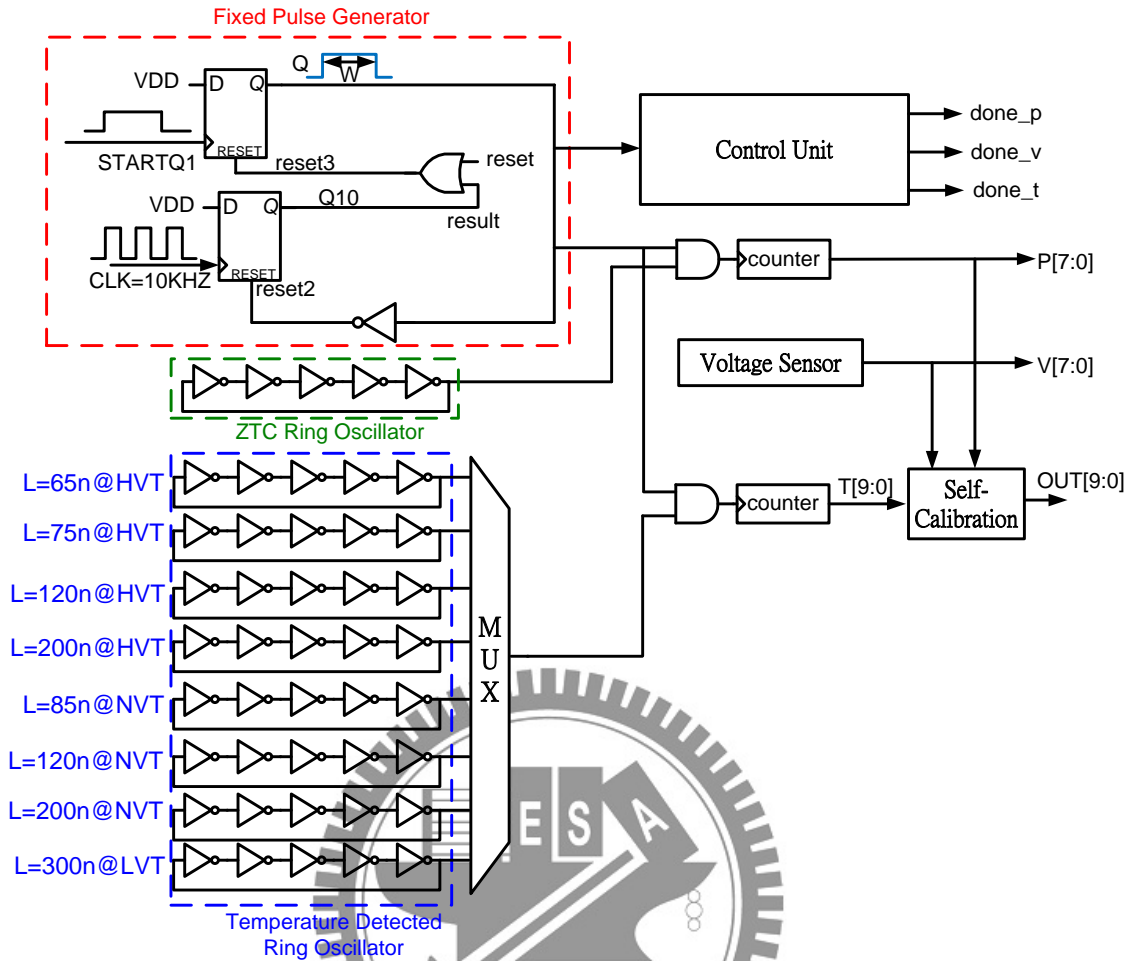 Fixed Pulse Generator
Q
W
VDD
D
Q
RESET
STARTQ1
reset3
reset
Q10
result
VDD
D
Q
RESET
CLK=10KHZ
reset2
Control Unit
done_p
done_v
done_t
counter
P[7:0]
Voltage Sensor
V[7:0]
ZTC Ring Oscillator
L=65n@HVT
L=75n@HVT
L=120n@HVT
L=200n@HVT
L=85n@NVT
L=120n@NVT
L=200n@NVT
L=300n@LVT
MUX
counter
T[9:0]
Self-
Calibration
OUT[9:0]
Temperature Detected
Ring Oscillator
ESA